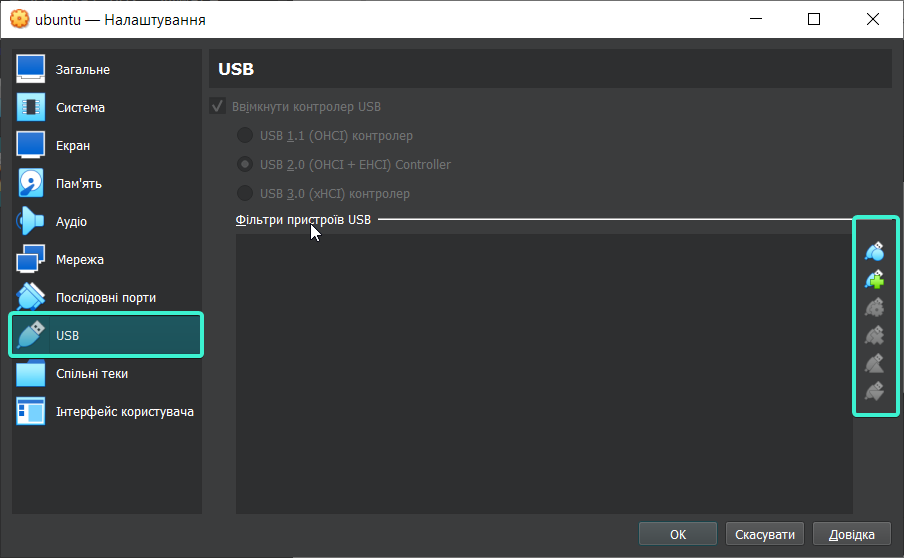 ubuntu — Налаштування
Загальне
Система
Екран
Пам'ять
Аудіо
Мережа
Послідовні порти
USB
Спільні теки
Інтерфейс користувача
USB
Ввімкнути контролер USB
USB 1.1 (OHCI) контролер
USB 2.0 (OHCI + EHCI) Controller
USB 3.0 (xHCI) контролер
Фільтри пристроїв USB
OK
Скасувати
Довідка